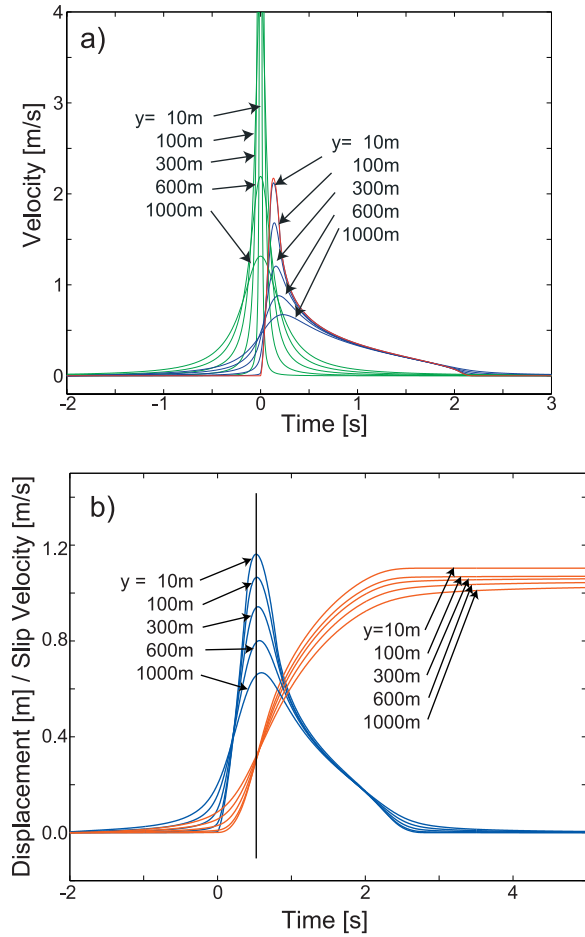 a)
Velocity [m/s]
4
3
2
1
0
y= 10m
100m
300m
600m
1000m
y= 10m
100m
300m
600m
1000m
-2 -1 0 1 2 3
Time [s]
b)
Displacement [m] / Slip Velocity [m/s]
1.2
0.8
0.4
0.0
y = 10m
100m
300m
600m
1000m
y=10m
100m
300m
600m
1000m
-2 0 2 4
Time [s]